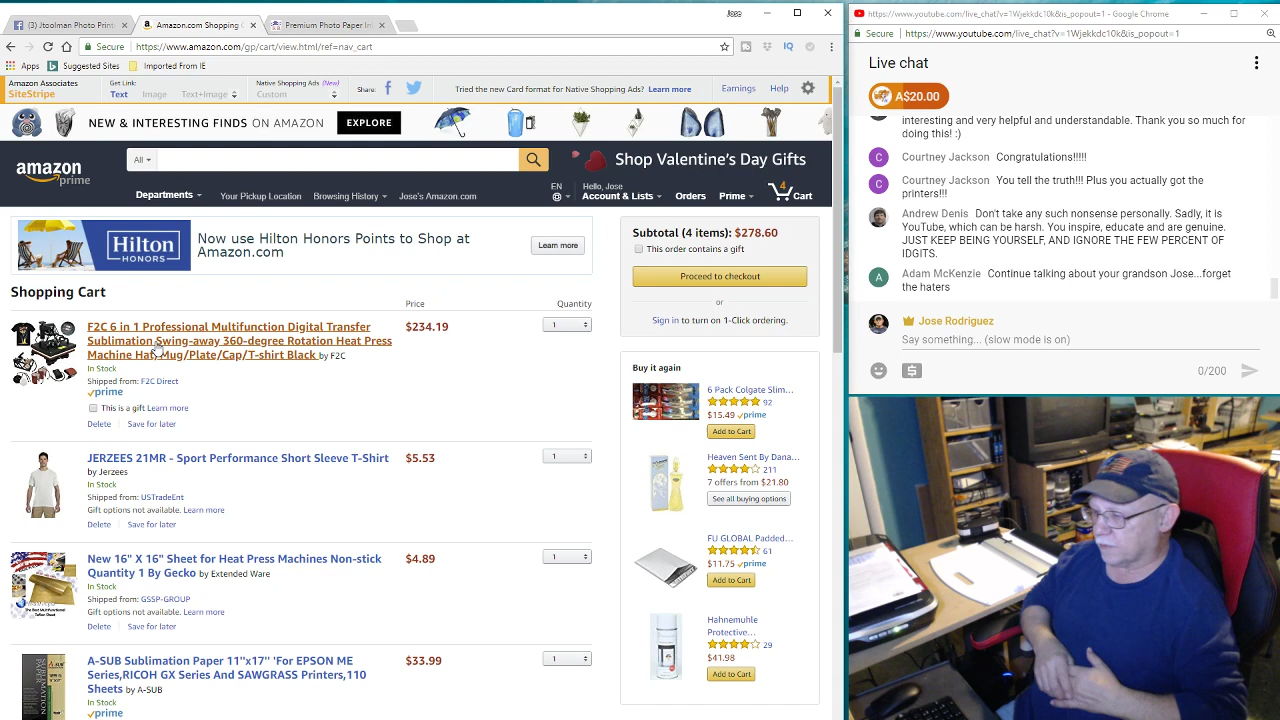 (3) Jtoolman Photo Print
Amazon.com Shopping C
Premium Photo Paper In
Jose
Secure
https://www.amazon.com/gp/cart/view.html/ref=nav_cart
Apps
Suggested Sites
Imported from IE
Amazon Associates
SiteStripe
Get Link:
Text
Image
Text+Image
Native Shopping Ads (New)
Custom
Share:
Tried the new Card format for Native Shopping Ads? Learn more
Earnings
Help
NEW & INTERESTING FINDS ON AMAZON
EXPLORE
amazon
prime
All
Shop Valentine's Day Gifts
Departments
Your Pickup Location
Browsing History
Jose's Amazon.com
EN
Hello, Jose
Account & Lists
Orders
Prime
4
Cart
Hilton
HONORS
Now use Hilton Honors Points to Shop at
Amazon.com
Learn more
Shopping Cart
Price
Quantity
F2C 6 in 1 Professional Multifunction Digital Transfer
Sublimation Swing-away 360-degree Rotation Heat Press
Machine Hat/Mug/Plate/Cap/T-shirt Black by F2C
In Stock
Shipped from: F2C Direct
prime
This is a gift Learn more
Delete
Save for later
$234.19
1
JERZEES 21MR - Sport Performance Short Sleeve T-Shirt
by Jerzees
In Stock
Shipped from: USTradeEnt
Gift options not available. Learn more
Delete
Save for later
$5.53
1
New 16" X 16" Sheet for Heat Press Machines Non-stick
Quantity 1 By Gecko by Extended Ware
In Stock
Shipped from: GSSP-GROUP
Gift options not available. Learn more
Delete
Save for later
$4.89
1
A-SUB Sublimation Paper 11''x17'' 'For EPSON ME
Series,RICOH GX Series And SAWGRASS Printers,110
Sheets by A-SUB
In Stock
prime
$33.99
1
Subtotal (4 items): $278.60
This order contains a gift
Proceed to checkout
or
Sign in to turn on 1-Click ordering.
Buy it again
6 Pack Colgate Slim...
92
$15.49 prime
Add to Cart
Heaven Sent By Dana...
211
7 offers from $21.80
See all buying options
FU GLOBAL Padded...
61
$11.75 prime
Add to Cart
Hahnemuhle
Protective...
29
$41.98
Add to Cart
https://www.youtube.com/live_chat?v=1Wjekkdc10k&is_popout=1 - Google Chrome
Secure
https://www.youtube.com/live_chat?v=1Wjekkdc10k&is_popout=1
Live chat
A$20.00
interesting and very helpful and understandable. Thank you so much for
doing this! :)
C
Courtney Jackson Congratulations!!!!!
C
Courtney Jackson You tell the truth!!! Plus you actually got the
printers!!!
Andrew Denis Don't take any such nonsense personally. Sadly, it is
YouTube, which can be harsh. You inspire, educate and are genuine.
JUST KEEP BEING YOURSELF, AND IGNORE THE FEW PERCENT OF
IDGITS.
A
Adam McKenzie Continue talking about your grandson Jose...forget
the haters
Jose Rodriguez
Say something... (slow mode is on)
0/200